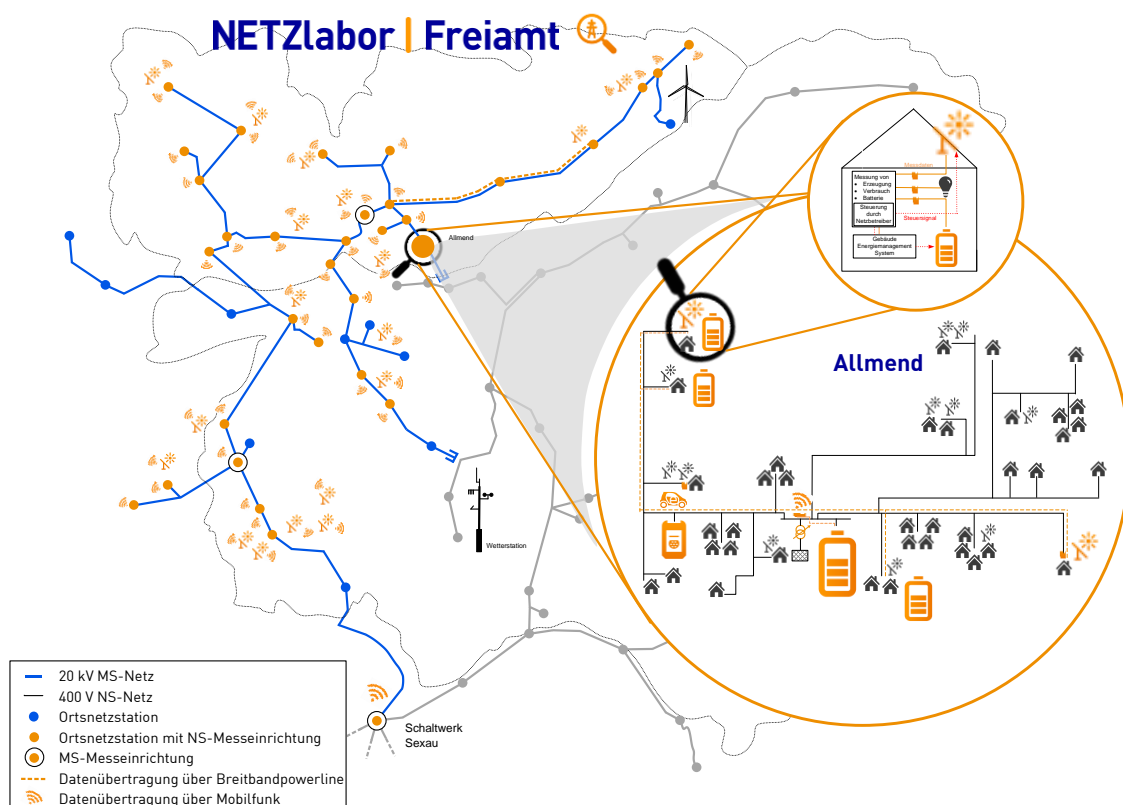 NETZlabor | Freiamt
Allmend
Messdaten
Messung von
• Erzeugung
• Verbrauch
• Batterie
Steuerung
durch
Netzbetreiber
Steuersignal
Gebäude
Energiemanagement
System
Allmend
Wetterstation
Schaltwerk
Sexau
20 kV MS-Netz
400 V NS-Netz
Ortsnetzstation
Ortsnetzstation mit NS-Messeinrichtung
MS-Messeinrichtung
Datenübertragung über Breitbandpowerline
Datenübertragung über Mobilfunk